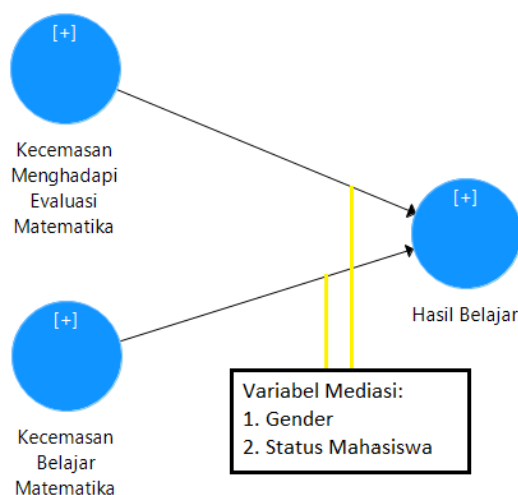 [+]
Kecemasan
Menghadapi
Evaluasi
Matematika
[+]
Hasil Belajar
[+]
Kecemasan
Belajar
Matematika
Variabel Mediasi:
1. Gender
2. Status Mahasiswa